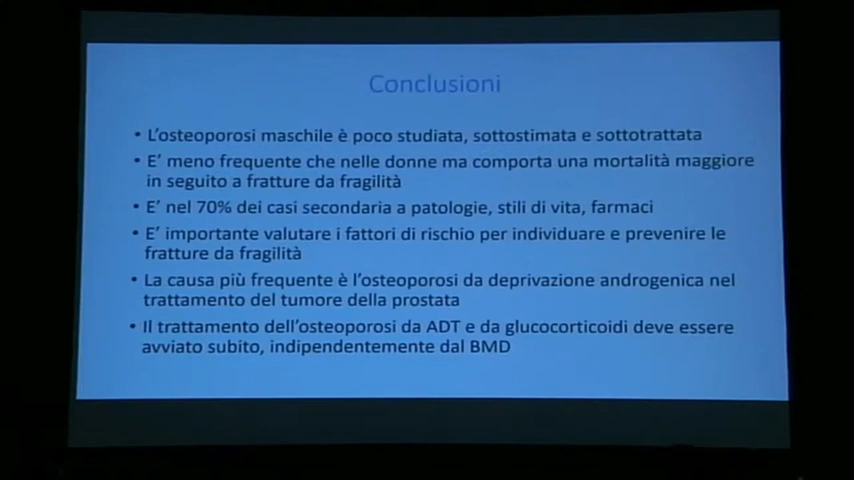 Conclusioni
• L'osteoporosi maschile è poco studiata, sottostimata e sottotrattata
• E' meno frequente che nelle donne ma comporta una mortalità maggiore
in seguito a fratture da fragilità
• E' nel 70% dei casi secondaria a patologie, stili di vita, farmaci
• E' importante valutare i fattori di rischio per individuare e prevenire le
fratture da fragilità
• La causa più frequente è l'osteoporosi da deprivazione androgenica nel
trattamento del tumore della prostata
• Il trattamento dell'osteoporosi da ADT e da glucocorticoidi deve essere
avviato subito, indipendentemente dal BMD